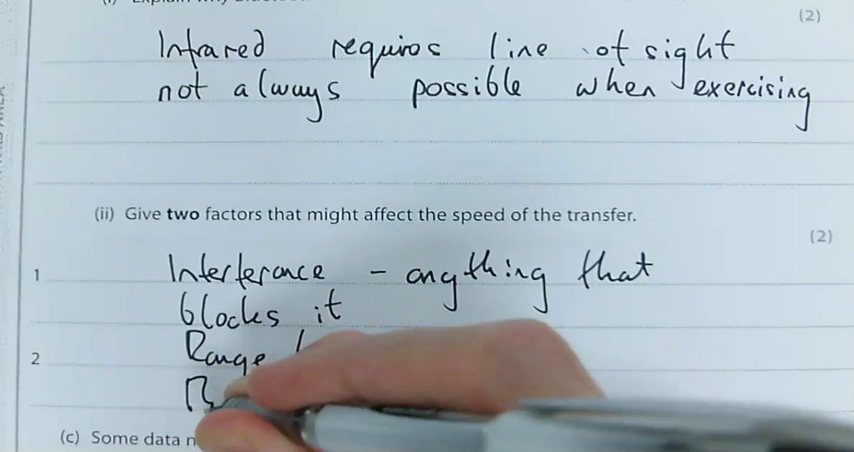 (2)
Infrared requires line of sight
not always possible when exercising
(ii) Give two factors that might affect the speed of the transfer.
(2)
1 Interferance - anything that
blocks it
2 Range
(c) Some data